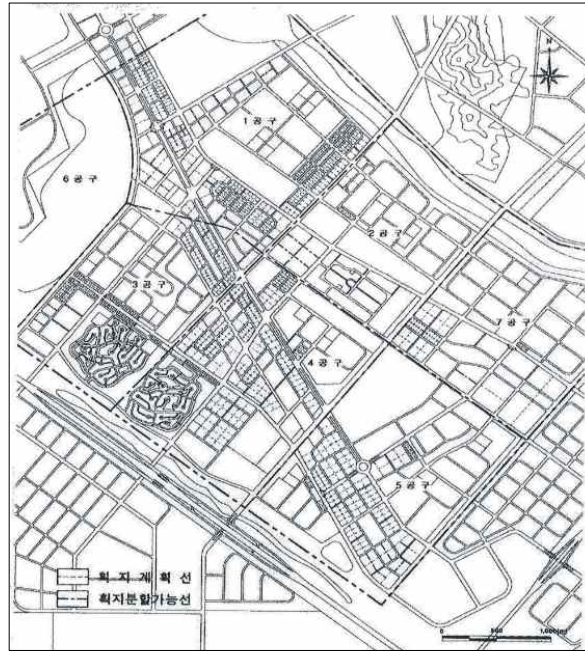 N
1 공 구
6 공 구
2 공 구
3 공 구
7 공 구
4 공 구
5 공 구
획 지 계 획 선
획지분할가능선
0 500 1,000(m)